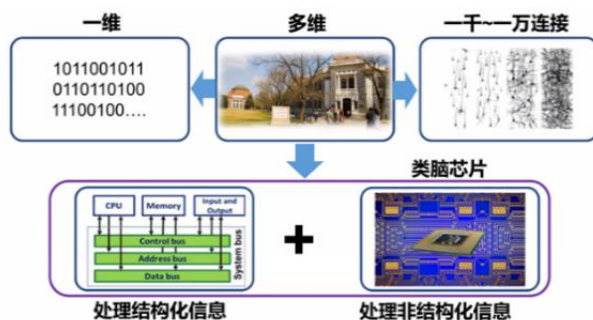 一维
多维
一千~一万连接
1011001011
0110110100
11100100....
类脑芯片
CPU
Memory
Input and
Output
Control bus
Address bus
Data bus
System bus
+
处理结构化信息
处理非结构化信息